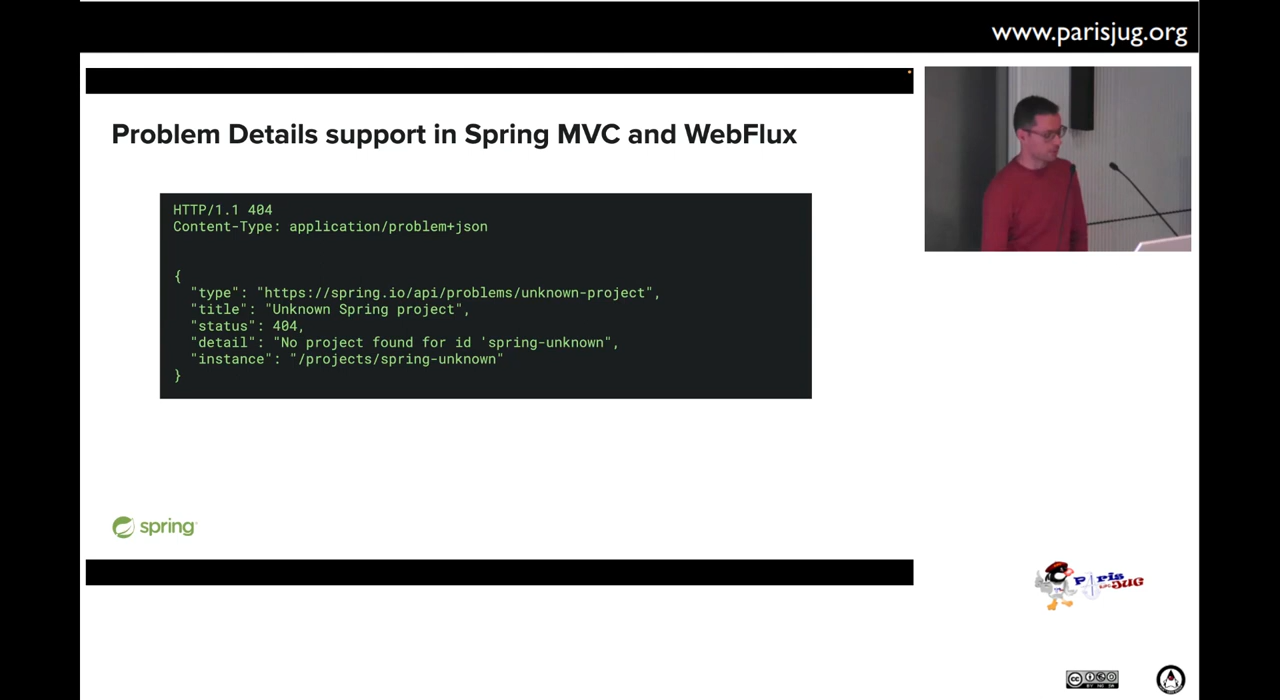 www.parisjug.org
Problem Details support in Spring MVC and WebFlux
HTTP/1.1 404
Content-Type: application/problem+json
{
"type": "https://spring.io/api/problems/unknown-project",
"title": "Unknown Spring project",
"status": 404,
"detail": "No project found for id 'spring-unknown",
"instance": "/projects/spring-unknown"
}
spring
Paris
JUG